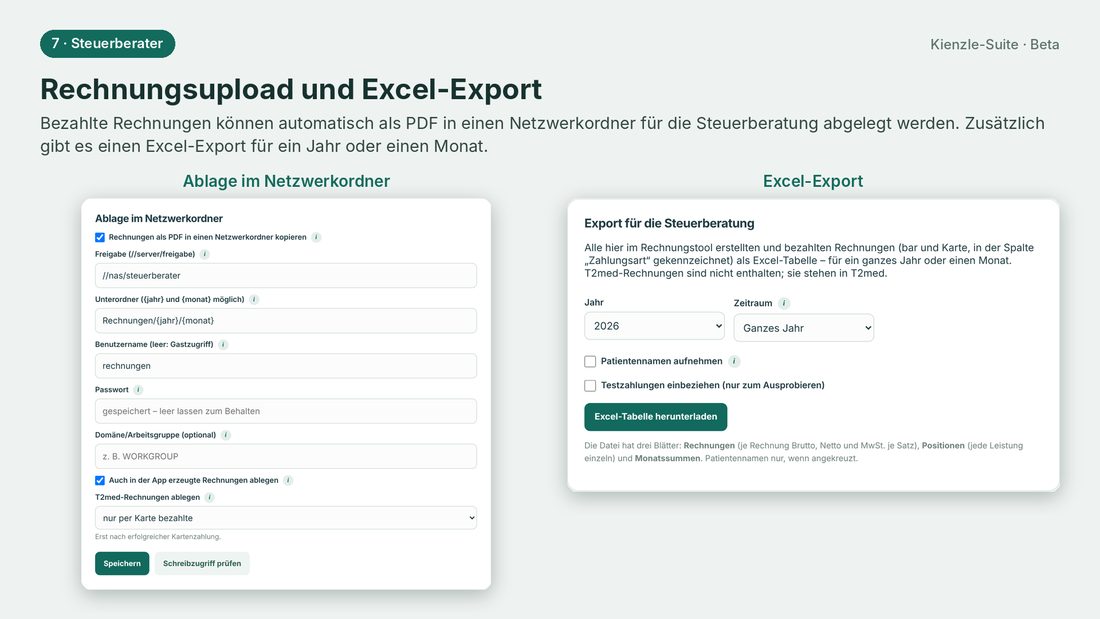 7 · Steuerberater
Kienzle-Suite · Beta
Rechnungsupload und Excel-Export
Bezahlte Rechnungen können automatisch als PDF in einen Netzwerkordner für die Steuerberatung abgelegt werden. Zusätzlich
gibt es einen Excel-Export für ein Jahr oder einen Monat.
Ablage im Netzwerkordner
Ablage im Netzwerkordner
Rechnungen als PDF in einen Netzwerkordner kopieren i
Freigabe (//server/freigabe) i
//nas/steuerberater
Unterordner ({jahr} und {monat} möglich) i
Rechnungen/{jahr}/{monat}
Benutzername (leer: Gastzugriff) i
rechnungen
Passwort i
gespeichert – leer lassen zum Behalten
Domäne/Arbeitsgruppe (optional) i
z. B. WORKGROUP
Auch in der App erzeugte Rechnungen ablegen i
T2med-Rechnungen ablegen i
nur per Karte bezahlte
Erst nach erfolgreicher Kartenzahlung.
Speichern
Schreibzugriff prüfen
Excel-Export
Export für die Steuerberatung
Alle hier im Rechnungstool erstellten und bezahlten Rechnungen (bar und Karte, in der Spalte
„Zahlungsart“ gekennzeichnet) als Excel-Tabelle – für ein ganzes Jahr oder einen Monat.
T2med-Rechnungen sind nicht enthalten; sie stehen in T2med.
Jahr
2026
Zeitraum i
Ganzes Jahr
Patientennamen aufnehmen i
Testzahlungen einbeziehen (nur zum Ausprobieren)
Excel-Tabelle herunterladen
Die Datei hat drei Blätter: Rechnungen (je Rechnung Brutto, Netto und MwSt. je Satz), Positionen (jede Leistung
einzeln) und Monatssummen. Patientennamen nur, wenn angekreuzt.